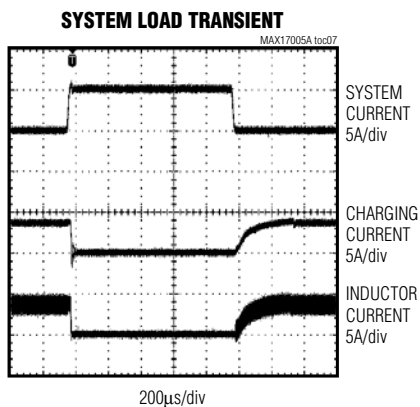 SYSTEM LOAD TRANSIENT
MAX17005A toc07
T
SYSTEM
CURRENT
5A/div
CHARGING
CURRENT
5A/div
INDUCTOR
CURRENT
5A/div
200µs/div